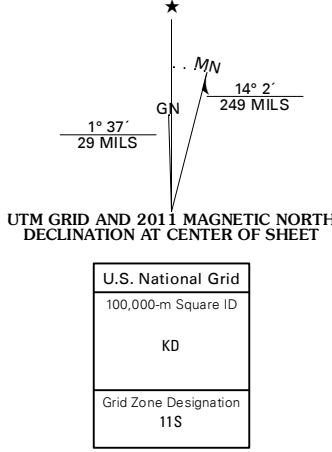 ★
MN
GN
14° 2´
249 MILS
1° 37´
29 MILS
UTM GRID AND 2011 MAGNETIC NORTH
DECLINATION AT CENTER OF SHEET
U.S. National Grid
100,000-m Square ID
KD
Grid Zone Designation
11S